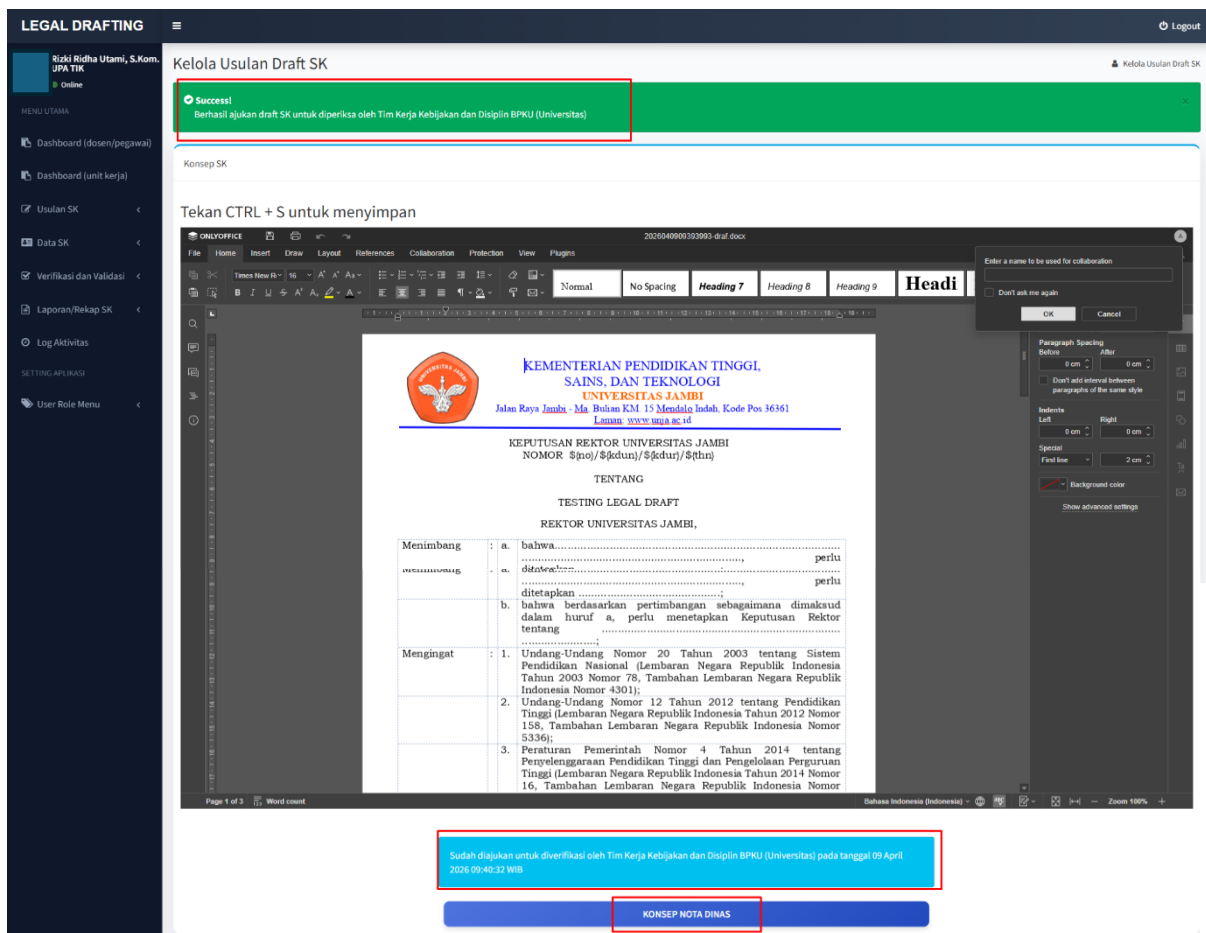 LEGAL DRAFTING
Logout
Rizki Ridha Utami, S.Kom.
UPA TIK
Online
MENU UTAMA
Dashboard (dosen/pegawai)
Dashboard (unit kerja)
Usulan SK
Data SK
Verifikasi dan Validasi
Laporan/Rekap SK
Log Aktivitas
SETTING APLIKASI
User Role Menu
Kelola Usulan Draft SK
Kelola Usulan Draft SK
Success!
Berhasil ajukan draft SK untuk diperiksa oleh Tim Kerja Kebijakan dan Disiplin BPKU (Universitas)
Konsep SK
Tekan CTRL + S untuk menyimpan
ONLYOFFICE
2026040909393993-draf.docx
A
File Home Insert Draw Layout References Collaboration Protection View Plugins
Times New R 16
Normal No Spacing Heading 7 Heading 8 Heading 9 Headi
Enter a name to be used for collaboration
Don't ask me again
OK Cancel
Paragraph Spacing
Before After
0 cm 0 cm
Don't add interval between
paragraphs of the same style
Indents
Left Right
0 cm 0 cm
Special
First line 2 cm
Background color
Show advanced settings
UNIVERSITAS JAMBI
KEMENTERIAN PENDIDIKAN TINGGI,
SAINS, DAN TEKNOLOGI
UNIVERSITAS JAMBI
Jalan Raya Jambi - Ma. Bulian KM. 15 Mendalo Indah, Kode Pos 36361
Laman: www.unja.ac.id
KEPUTUSAN REKTOR UNIVERSITAS JAMBI
NOMOR ${no}/${kdun}/${kdur}/${thn}
TENTANG
TESTING LEGAL DRAFT
REKTOR UNIVERSITAS JAMBI,
Menimbang : a. bahwa....................................................................................
................................................................, perlu
Menimbang : a. ditetapkan................................................:...................................
................................................................, perlu
ditetapkan .........................................;
b. bahwa berdasarkan pertimbangan sebagaimana dimaksud
dalam huruf a, perlu menetapkan Keputusan Rektor
tentang ....................................................................................
......................;
Mengingat : 1. Undang-Undang Nomor 20 Tahun 2003 tentang Sistem
Pendidikan Nasional (Lembaran Negara Republik Indonesia
Tahun 2003 Nomor 78, Tambahan Lembaran Negara Republik
Indonesia Nomor 4301);
2. Undang-Undang Nomor 12 Tahun 2012 tentang Pendidikan
Tinggi (Lembaran Negara Republik Indonesia Tahun 2012 Nomor
158, Tambahan Lembaran Negara Republik Indonesia Nomor
5336);
3. Peraturan Pemerintah Nomor 4 Tahun 2014 tentang
Penyelenggaraan Pendidikan Tinggi dan Pengelolaan Perguruan
Tinggi (Lembaran Negara Republik Indonesia Tahun 2014 Nomor
16, Tambahan Lembaran Negara Republik Indonesia Nomor
Page 1 of 3 Word count
Bahasa Indonesia (Indonesia)
Zoom 100%
Sudah diajukan untuk diverifikasi oleh Tim Kerja Kebijakan dan Disiplin BPKU (Universitas) pada tanggal 09 April
2026 09:40:32 WIB
KONSEP NOTA DINAS